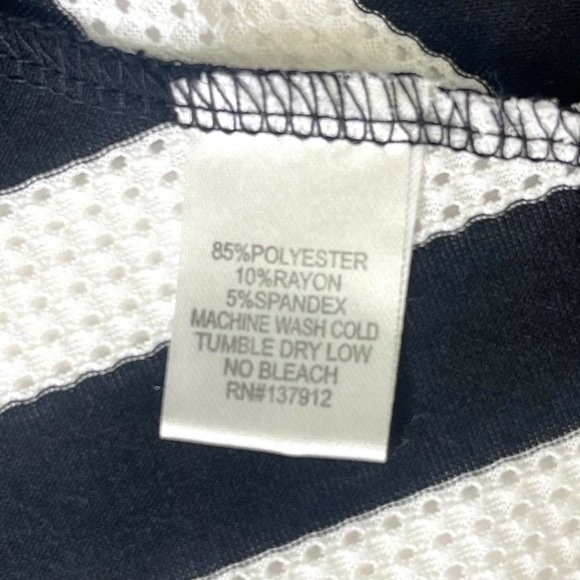 85%POLYESTER
10%RAYON
5%SPANDEX
MACHINE WASH COLD
TUMBLE DRY LOW
NO BLEACH
RN#137912